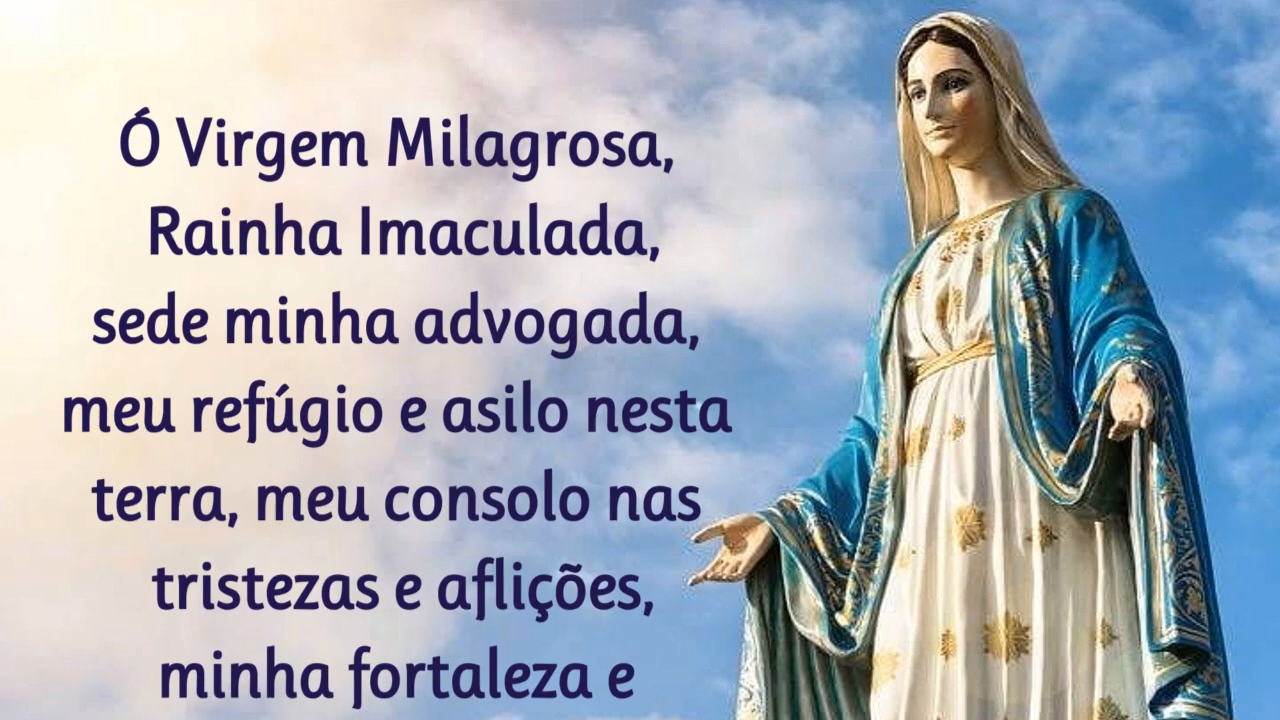 Ó Virgem Milagrosa,
Rainha Imaculada,
sede minha advogada,
meu refúgio e asilo nesta
terra, meu consolo nas
tristezas e aflições,
minha fortaleza e